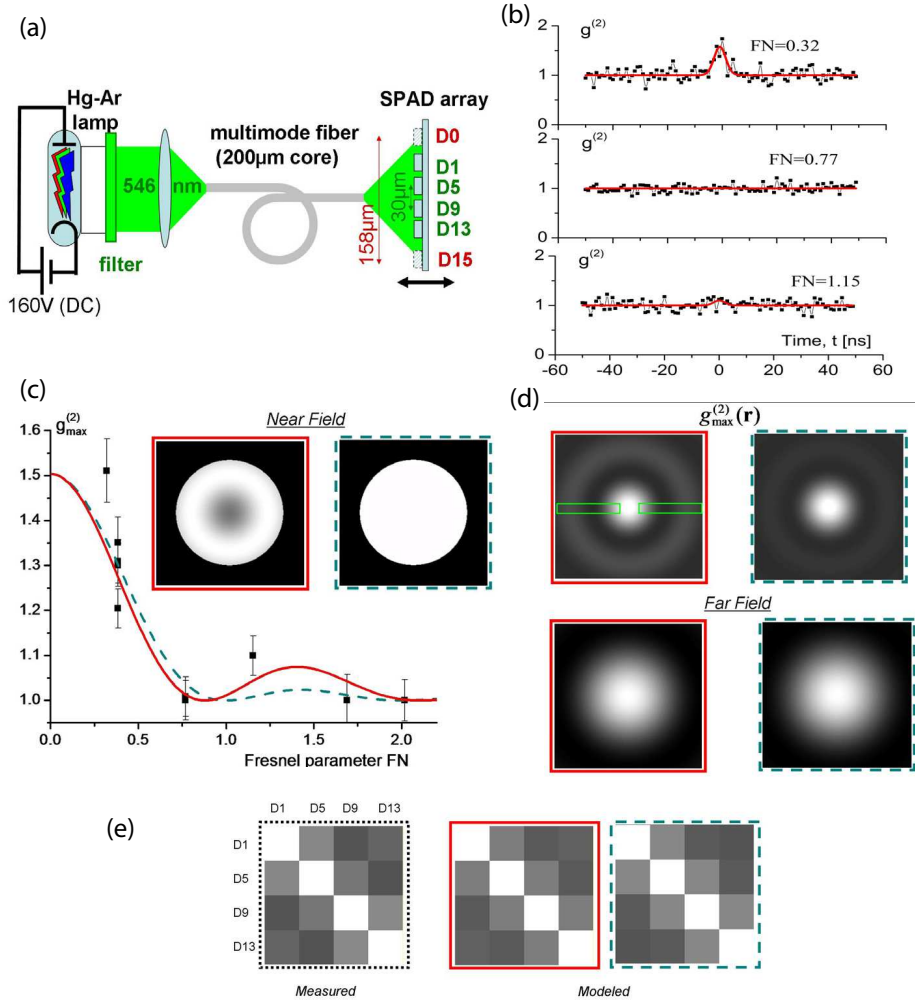 (a)
Hg-Ar
lamp
multimode fiber
(200µm core)
SPAD array
D0
D1
D5
D9
D13
D15
546 nm
30µm
158µm
filter
160V (DC)
(b)
g(2)
FN=0.32
2
1
FN=0.77
2
1
g(2)
FN=1.15
2
1
Time, t [ns]
0
-60 -40 -20 0 20 40 60
(c)
g(2)max
1.6
1.5
1.4
1.3
1.2
1.1
1.0
0.0 0.5 1.0 1.5 2.0
Fresnel parameter FN
Near Field
(d)
g(2)max(r)
Far Field
(e)
D1 D5 D9 D13
D1
D5
D9
D13
Measured
Modeled